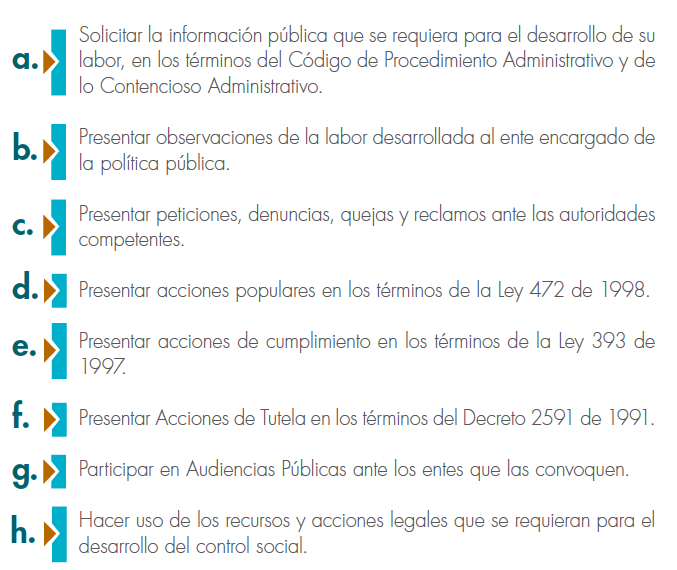 a. Solicitar la información pública que se requiera para el desarrollo de su
labor, en los términos del Código de Procedimiento Administrativo y de
lo Contencioso Administrativo.
b. Presentar observaciones de la labor desarrollada al ente encargado de
la política pública.
c. Presentar peticiones, denuncias, quejas y reclamos ante las autoridades
competentes.
d. Presentar acciones populares en los términos de la Ley 472 de 1998.
e. Presentar acciones de cumplimiento en los términos de la Ley 393 de
1997.
f. Presentar Acciones de Tutela en los términos del Decreto 2591 de 1991.
g. Participar en Audiencias Públicas ante los entes que las convoquen.
h. Hacer uso de los recursos y acciones legales que se requieran para el
desarrollo del control social.